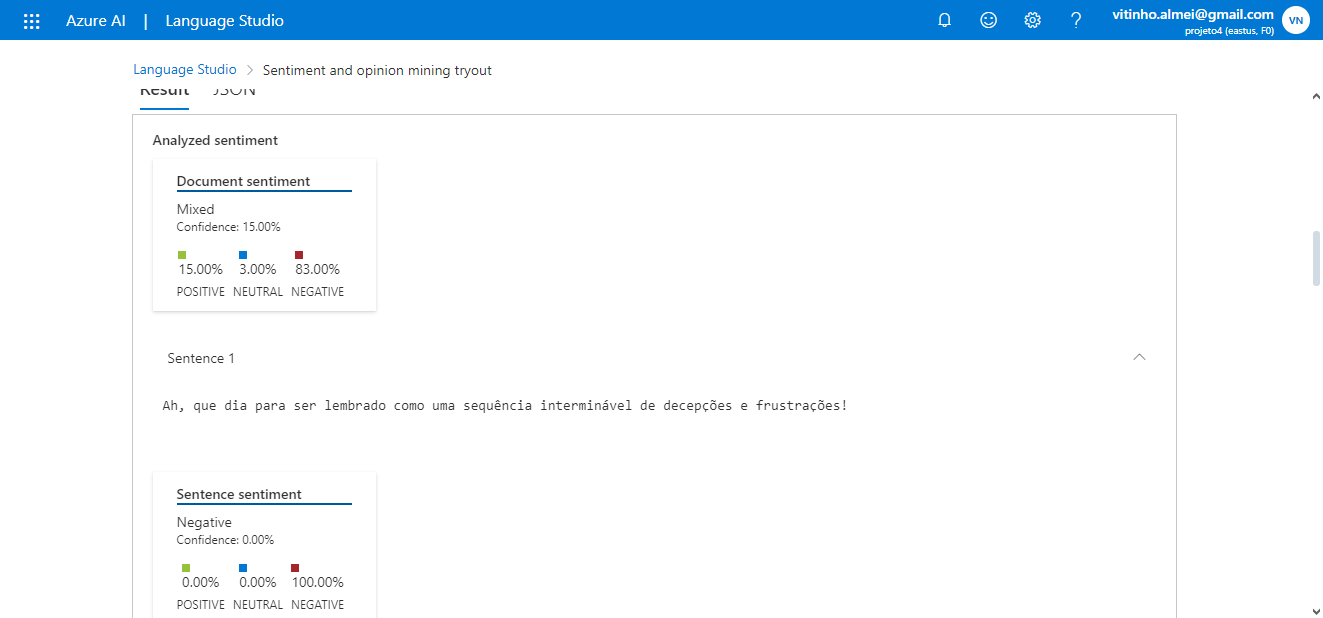 Azure AI | Language Studio
vitinho.almei@gmail.com
projeto4 (eastus, F0)
VN
Language Studio > Sentiment and opinion mining tryout
Result JSON
Analyzed sentiment
Document sentiment
Mixed
Confidence: 15.00%
15.00% 3.00% 83.00%
POSITIVE NEUTRAL NEGATIVE
Sentence 1
Ah, que dia para ser lembrado como uma sequência interminável de decepções e frustrações!
Sentence sentiment
Negative
Confidence: 0.00%
0.00% 0.00% 100.00%
POSITIVE NEUTRAL NEGATIVE